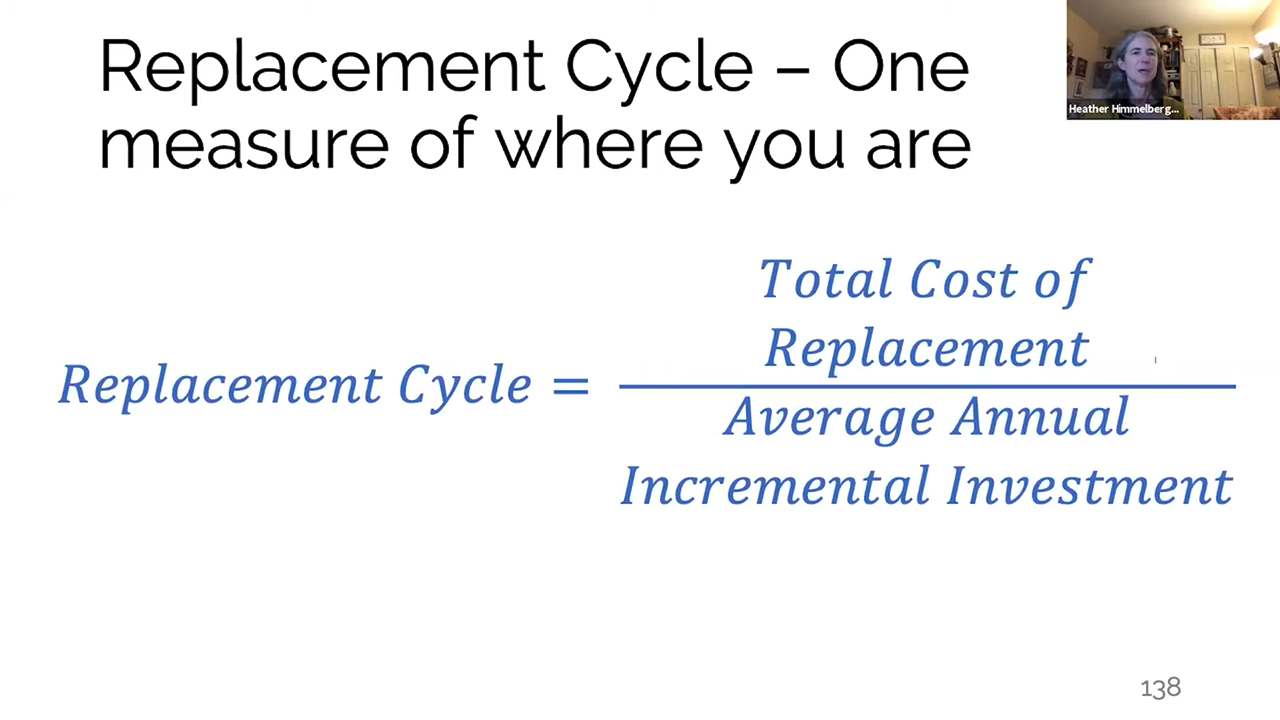 Replacement Cycle – One
measure of where you are
Heather Himmelberg...
Total Cost of
Replacement
Replacement Cycle =
Average Annual
Incremental Investment
138